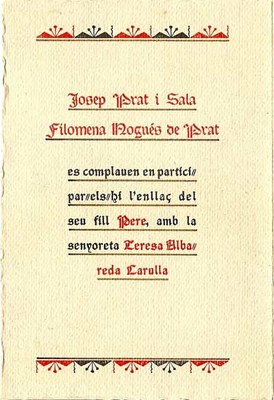 Josep Prat i Sala
Filomena Nogués de Prat
es complauen en partici=
par=els=hi l'enllaç del
seu fill Pere, amb la
senyoreta Teresa Alba=
reda Carulla